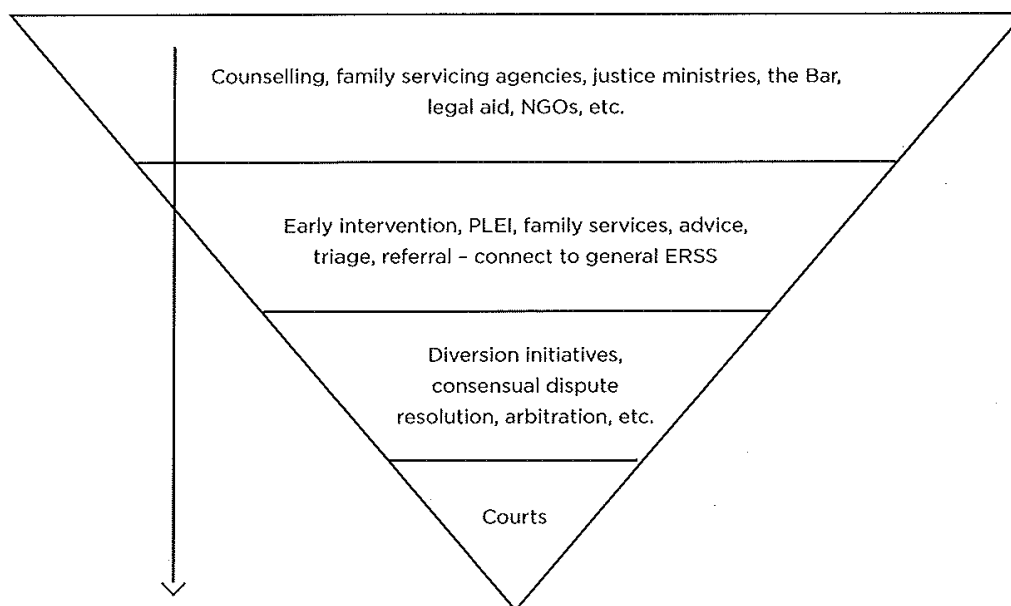 Counselling, family servicing agencies, justice ministries, the Bar,
legal aid, NGOs, etc.
Early intervention, PLEI, family services, advice,
triage, referral – connect to general ERSS
Diversion initiatives,
consensual dispute
resolution, arbitration, etc.
Courts